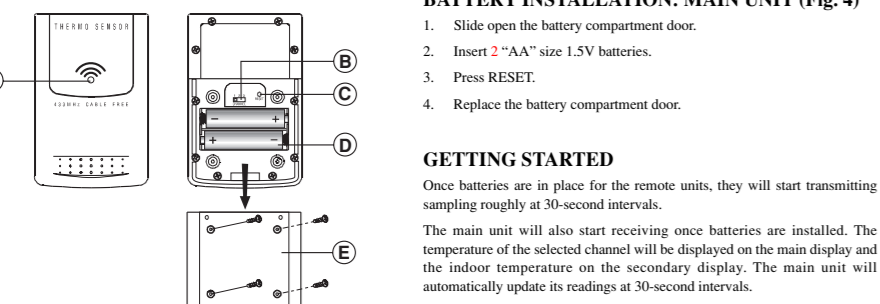 THERMO SENSOR
433MHz CABLE FREE
B
C
D
E
RESET
BATTERY INSTALLATION: MAIN UNIT (Fig. 4)
1. Slide open the battery compartment door.
2. Insert 2 “AA” size 1.5V batteries.
3. Press RESET.
4. Replace the battery compartment door.
GETTING STARTED
Once batteries are in place for the remote units, they will start transmitting
sampling roughly at 30-second intervals.
The main unit will also start receiving once batteries are installed. The
temperature of the selected channel will be displayed on the main display and
the indoor temperature on the secondary display. The main unit will
automatically update its readings at 30-second intervals.